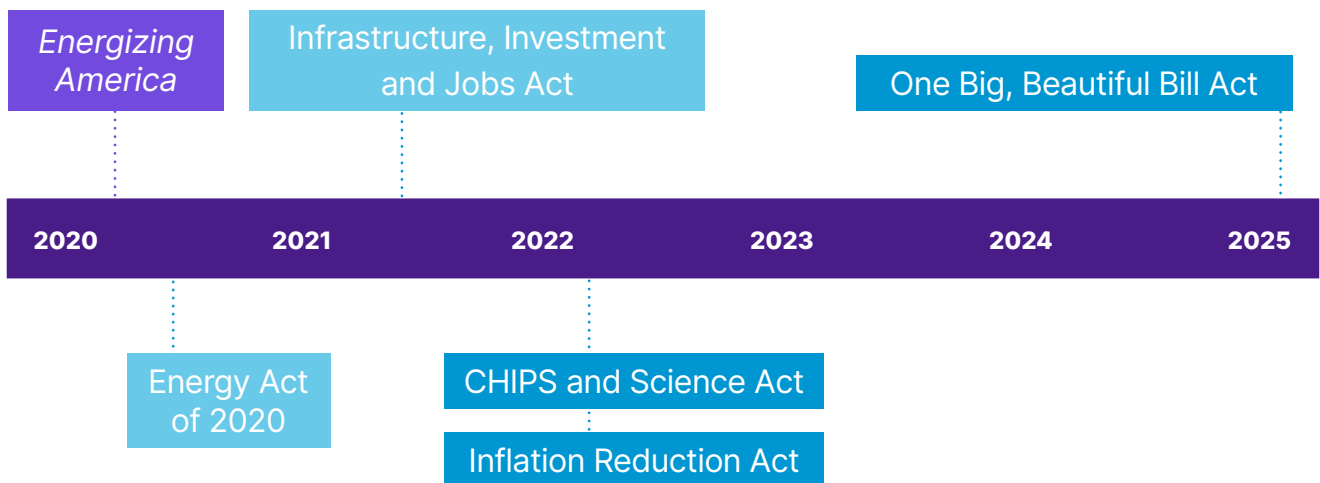 Energizing
America
Infrastructure, Investment
and Jobs Act
One Big, Beautiful Bill Act
2020 2021 2022 2023 2024 2025
Energy Act
of 2020
CHIPS and Science Act
Inflation Reduction Act